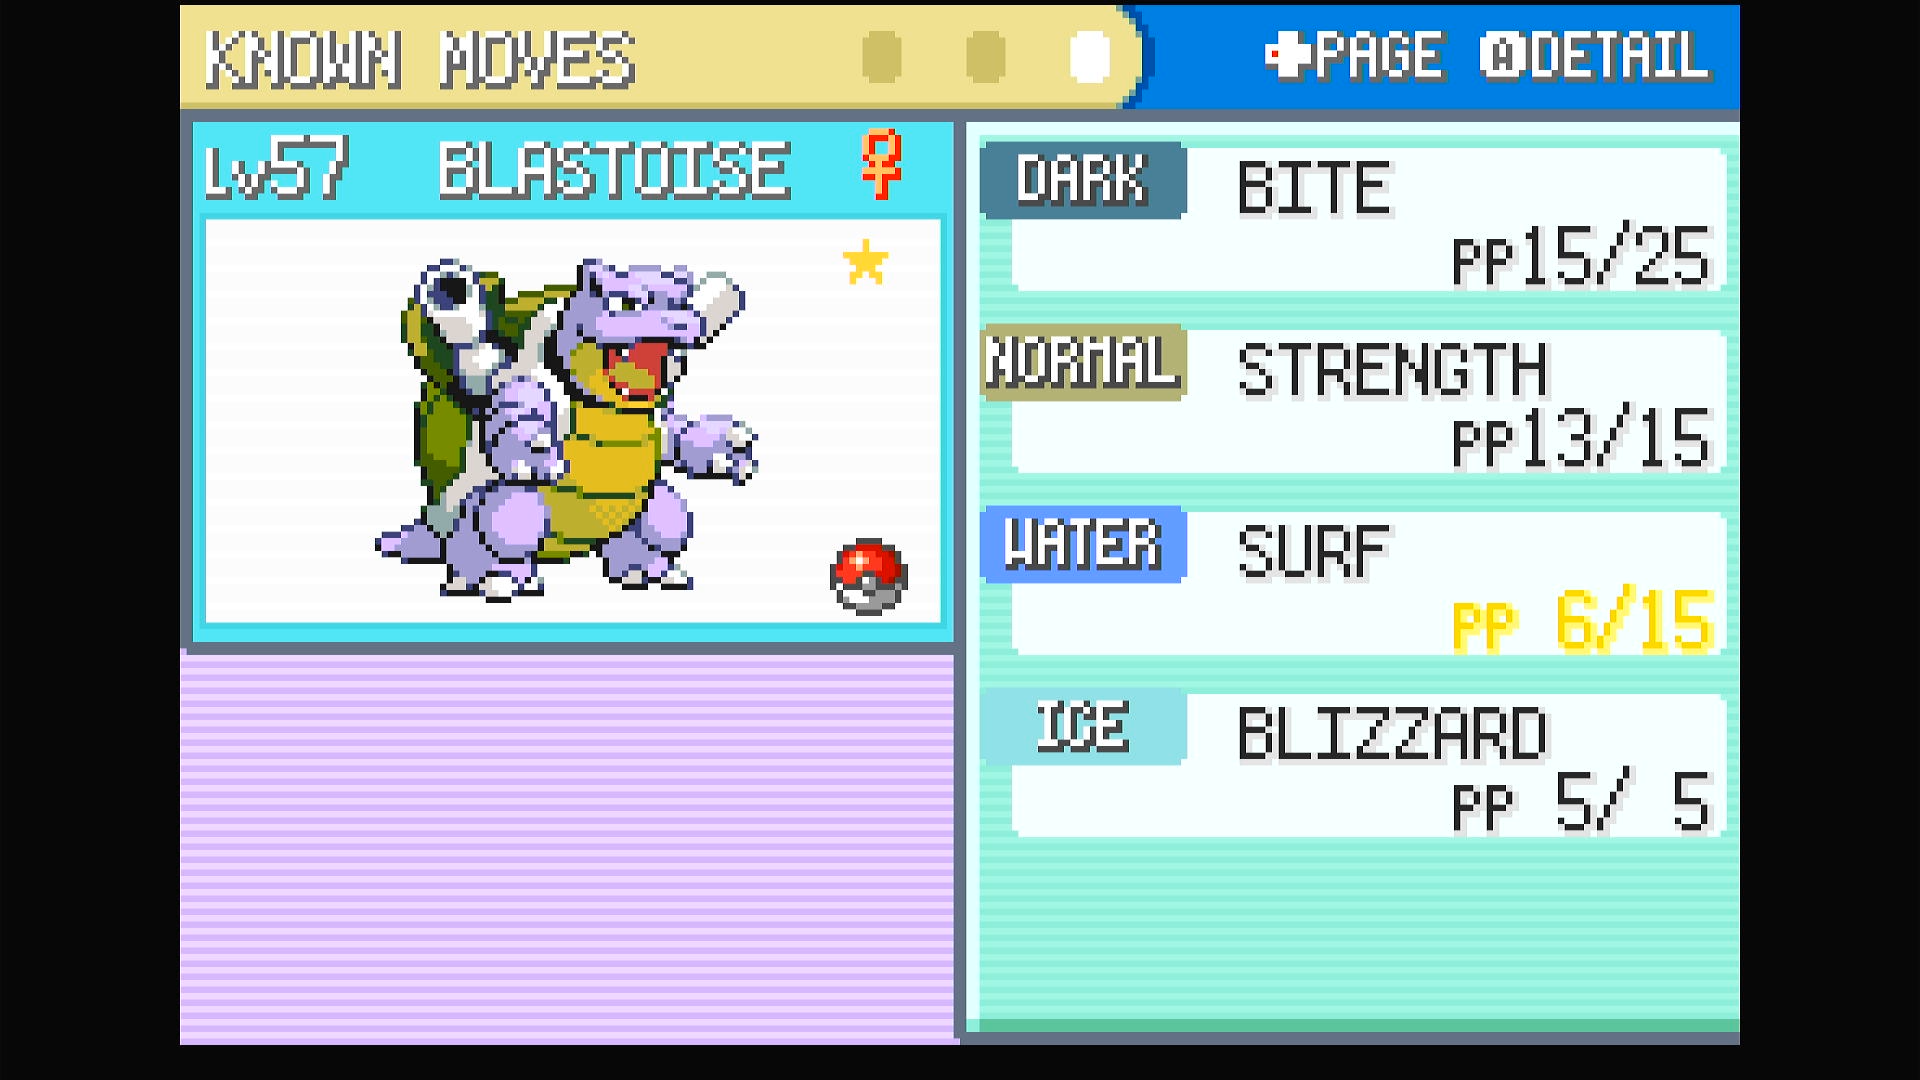 KNOWN MOVES
PAGE ADETAIL
Lv57 BLASTOISE ♀
DARK BITE
PP15/25
NORMAL STRENGTH
PP13/15
WATER SURF
PP 6/15
ICE BLIZZARD
PP 5/ 5